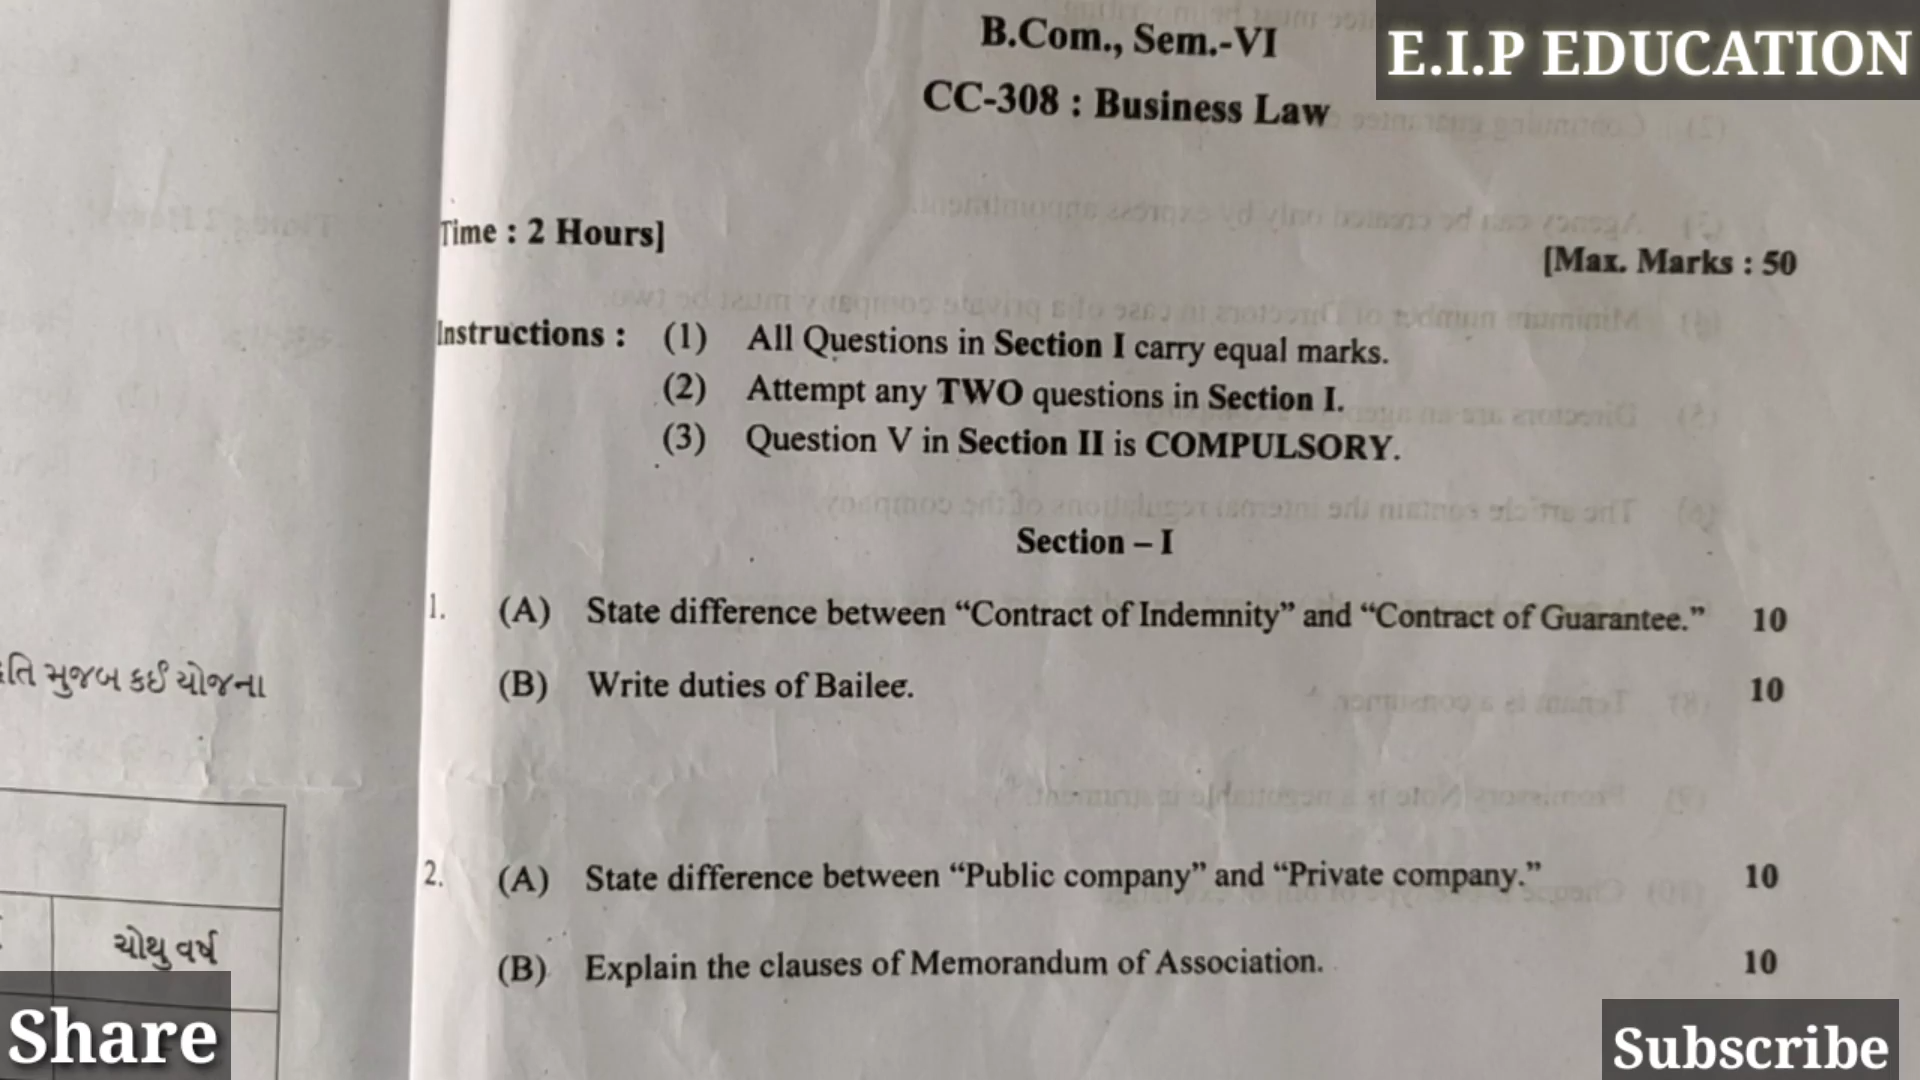 B.Com., Sem.-VI
CC-308 : Business Law
E.I.P EDUCATION
Time : 2 Hours]
[Max. Marks : 50
Instructions : (1) All Questions in Section I carry equal marks.
(2) Attempt any TWO questions in Section I.
(3) Question V in Section II is COMPULSORY.
Section – I
1. (A) State difference between “Contract of Indemnity” and “Contract of Guarantee.” 10
(B) Write duties of Bailee. 10
2. (A) State difference between “Public company” and “Private company.” 10
(B) Explain the clauses of Memorandum of Association. 10
મુજબ કઈ યોજના
ચોથુ વર્ષ
Share
Subscribe